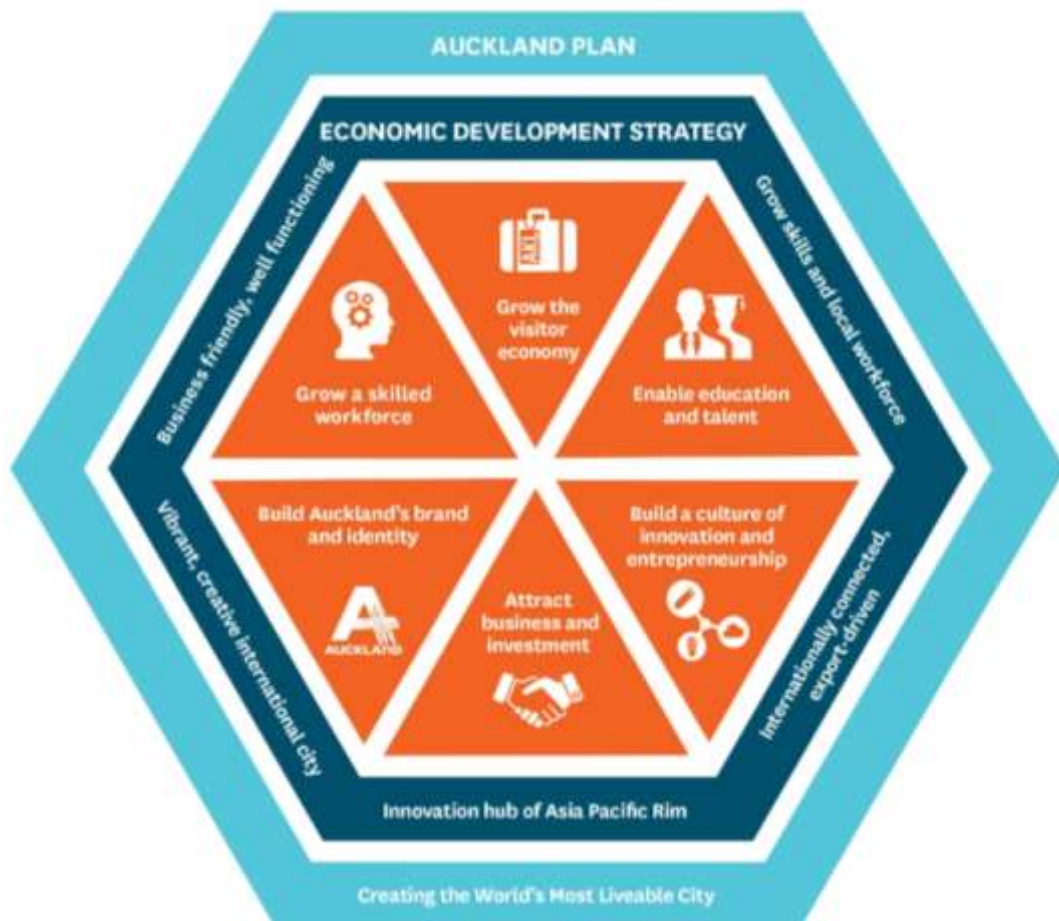 AUCKLAND PLAN
ECONOMIC DEVELOPMENT STRATEGY
Business friendly, well functioning
Grow skills and local workforce
AKL
Grow the
visitor
economy
Grow a skilled
workforce
Enable education
and talent
Build Auckland's brand
and identity
AUCKLAND
Attract
business and
investment
Build a culture of
innovation and
entrepreneurship
Vibrant, creative international city
Internationally connected,
export-driven
Innovation hub of Asia Pacific Rim
Creating the World's Most Liveable City